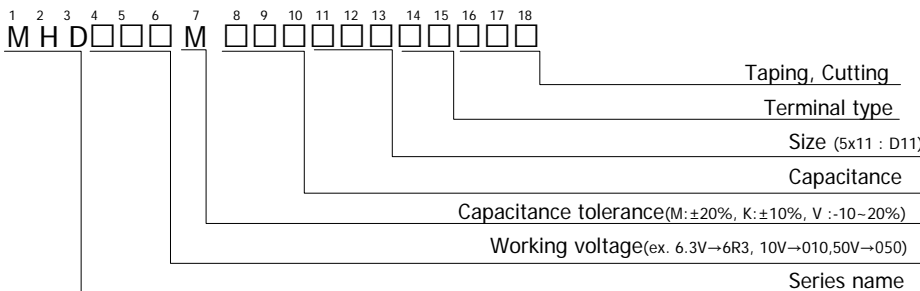 1 2 3 4 5 6 7 8 9 10 11 12 13 14 15 16 17 18
M H D□□□ M □□□□□□□□□□□
Taping, Cutting
Terminal type
Size (5x11 : D11)
Capacitance
Capacitance tolerance(M:±20%, K:±10%, V :-10~20%)
Working voltage(ex. 6.3V→6R3, 10V→010,50V→050)
Series name